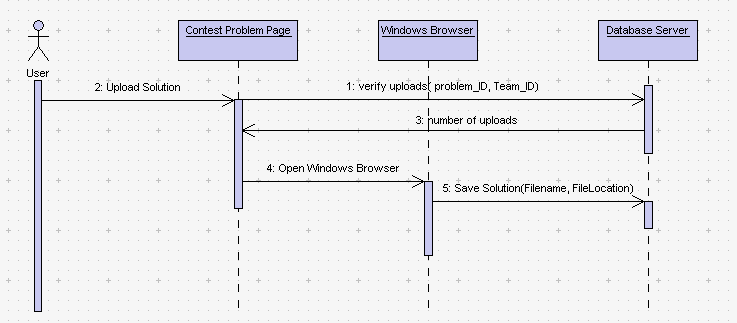 Contest Problem Page
Windows Browser
Database Server
User
2: Upload Solution
1: verify uploads( problem_ID, Team_ID)
3: number of uploads
4: Open Windows Browser
5: Save Solution(Filename, FileLocation)